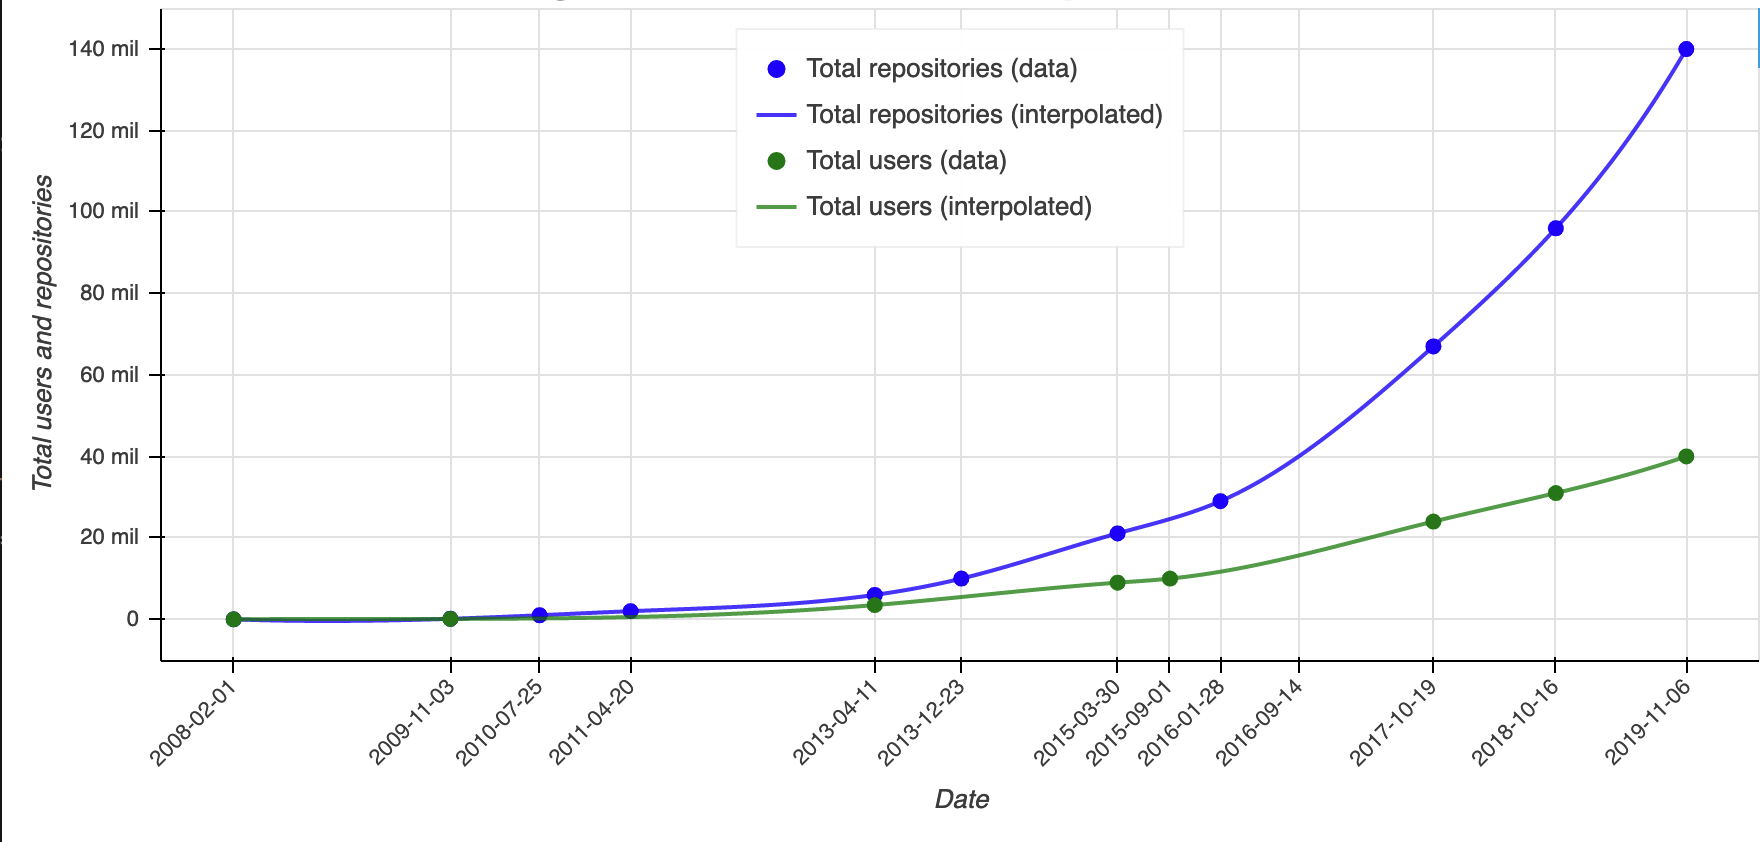 140 mil
120 mil
100 mil
80 mil
60 mil
40 mil
20 mil
0
Total users and repositories
Total repositories (data)
Total repositories (interpolated)
Total users (data)
Total users (interpolated)
2008-02-01
2009-11-03
2010-07-25
2011-04-20
2013-04-11
2013-12-23
2015-03-30
2015-09-01
2016-01-28
2016-09-14
2017-10-19
2018-10-16
2019-11-06
Date